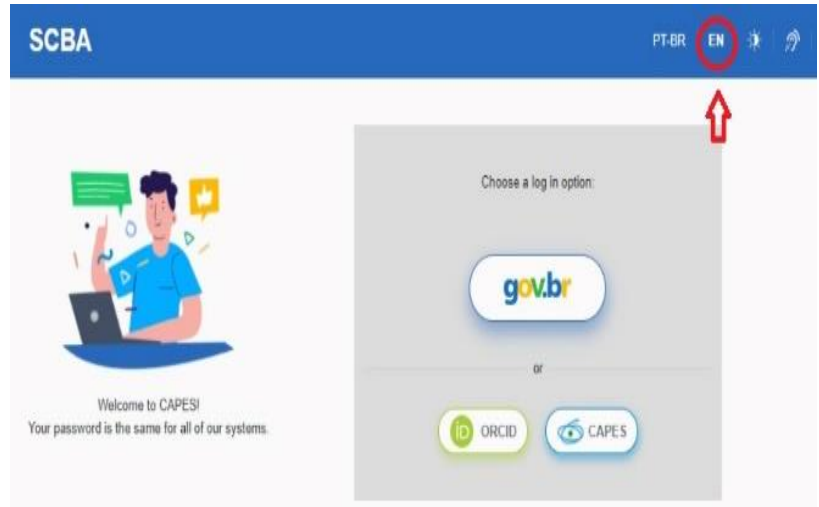 SCBA
PT-BR EN
Choose a log in option:
gov.br
or
iD ORCID CAPES
Welcome to CAPES!
Your password is the same for all of our systems.